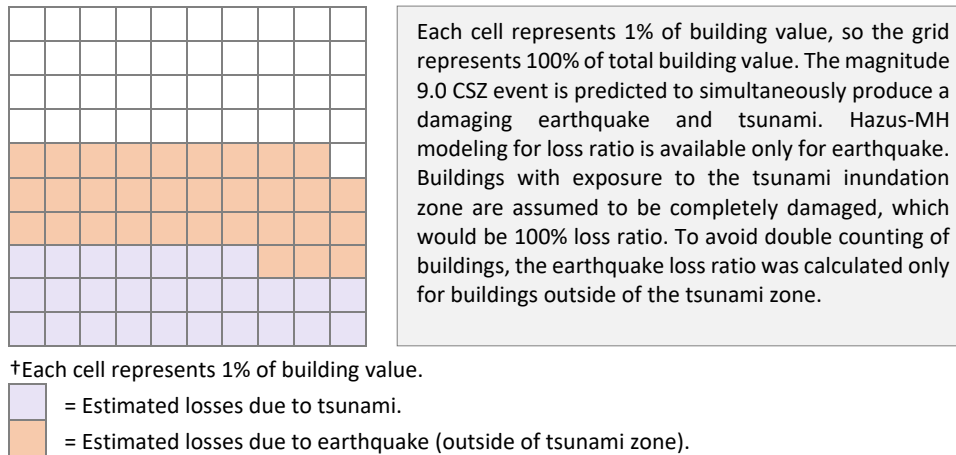 Each cell represents 1% of building value, so the grid
represents 100% of total building value. The magnitude
9.0 CSZ event is predicted to simultaneously produce a
damaging earthquake and tsunami. Hazus-MH
modeling for loss ratio is available only for earthquake.
Buildings with exposure to the tsunami inundation
zone are assumed to be completely damaged, which
would be 100% loss ratio. To avoid double counting of
buildings, the earthquake loss ratio was calculated only
for buildings outside of the tsunami zone.
†Each cell represents 1% of building value.
= Estimated losses due to tsunami.
= Estimated losses due to earthquake (outside of tsunami zone).